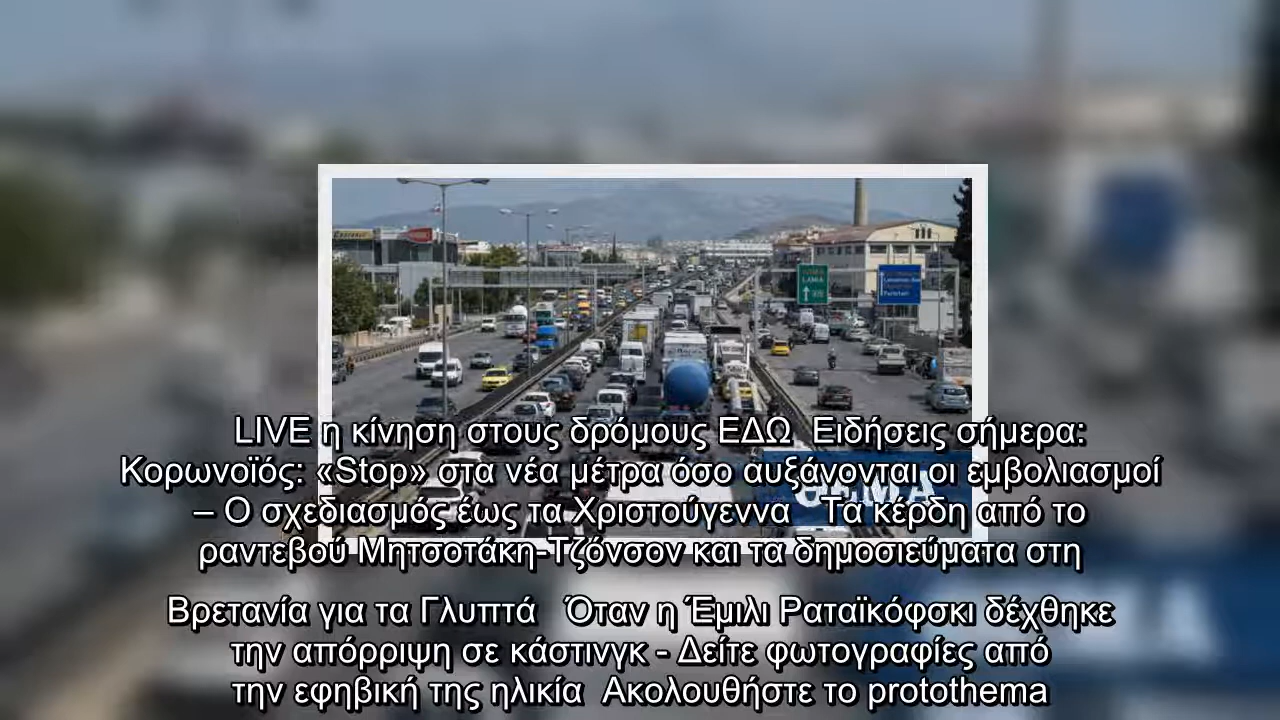 LAMIA
LIVE η κίνηση στους δρόμους ΕΔΩ Ειδήσεις σήμερα:
Κορωνοϊός: «Stop» στα νέα μέτρα όσο αυξάνονται οι εμβολιασμοί
– Ο σχεδιασμός έως τα Χριστούγεννα Τα κέρδη από το
ραντεβού Μητσοτάκη-Τζόνσον και τα δημοσιεύματα στη
Βρετανία για τα Γλυπτά Όταν η Έμιλι Ραταϊκόφσκι δέχθηκε
την απόρριψη σε κάστινγκ - Δείτε φωτογραφίες από
την εφηβική της ηλικία Ακολουθήστε το protothema